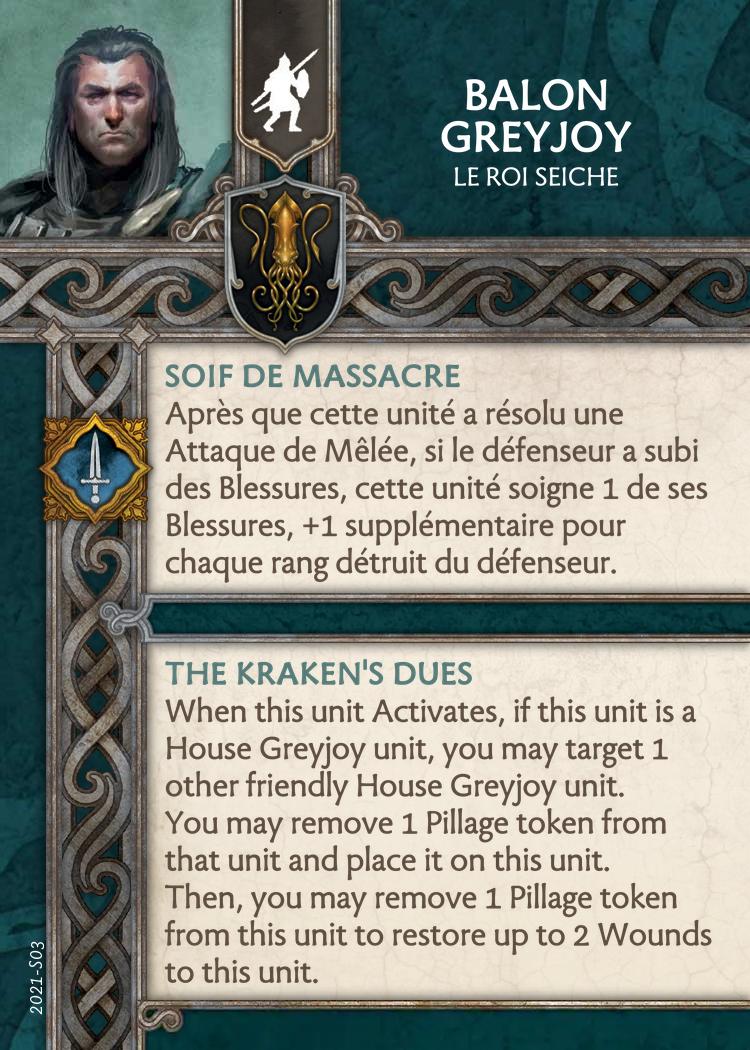 BALON
GREYJOY
LE ROI SEICHE
SOIF DE MASSACRE
Après que cette unité a résolu une
Attaque de Mêlée, si le défenseur a subi
des Blessures, cette unité soigne 1 de ses
Blessures, +1 supplémentaire pour
chaque rang détruit du défenseur.
THE KRAKEN'S DUES
When this unit Activates, if this unit is a
House Greyjoy unit, you may target 1
other friendly House Greyjoy unit.
You may remove 1 Pillage token from
that unit and place it on this unit.
Then, you may remove 1 Pillage token
from this unit to restore up to 2 Wounds
to this unit.
2021-S03